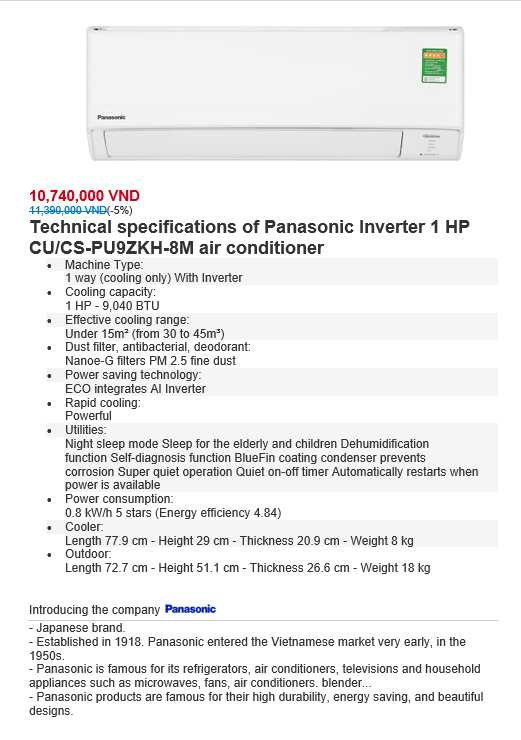 Panasonic
10,740,000 VND
11,390,000 VND(-5%)
Technical specifications of Panasonic Inverter 1 HP
CU/CS-PU9ZKH-8M air conditioner
• Machine Type:
1 way (cooling only) With Inverter
• Cooling capacity:
1 HP - 9,040 BTU
• Effective cooling range:
Under 15m² (from 30 to 45m³)
• Dust filter, antibacterial, deodorant:
Nanoe-G filters PM 2.5 fine dust
• Power saving technology:
ECO integrates AI Inverter
• Rapid cooling:
Powerful
• Utilities:
Night sleep mode Sleep for the elderly and children Dehumidification
function Self-diagnosis function BlueFin coating condenser prevents
corrosion Super quiet operation Quiet on-off timer Automatically restarts when
power is available
• Power consumption:
0.8 kW/h 5 stars (Energy efficiency 4.84)
• Cooler:
Length 77.9 cm - Height 29 cm - Thickness 20.9 cm - Weight 8 kg
• Outdoor:
Length 72.7 cm - Height 51.1 cm - Thickness 26.6 cm - Weight 18 kg
Introducing the company Panasonic
- Japanese brand.
- Established in 1918. Panasonic entered the Vietnamese market very early, in the
1950s.
- Panasonic is famous for its refrigerators, air conditioners, televisions and household
appliances such as microwaves, fans, air conditioners. blender...
- Panasonic products are famous for their high durability, energy saving, and beautiful
designs.